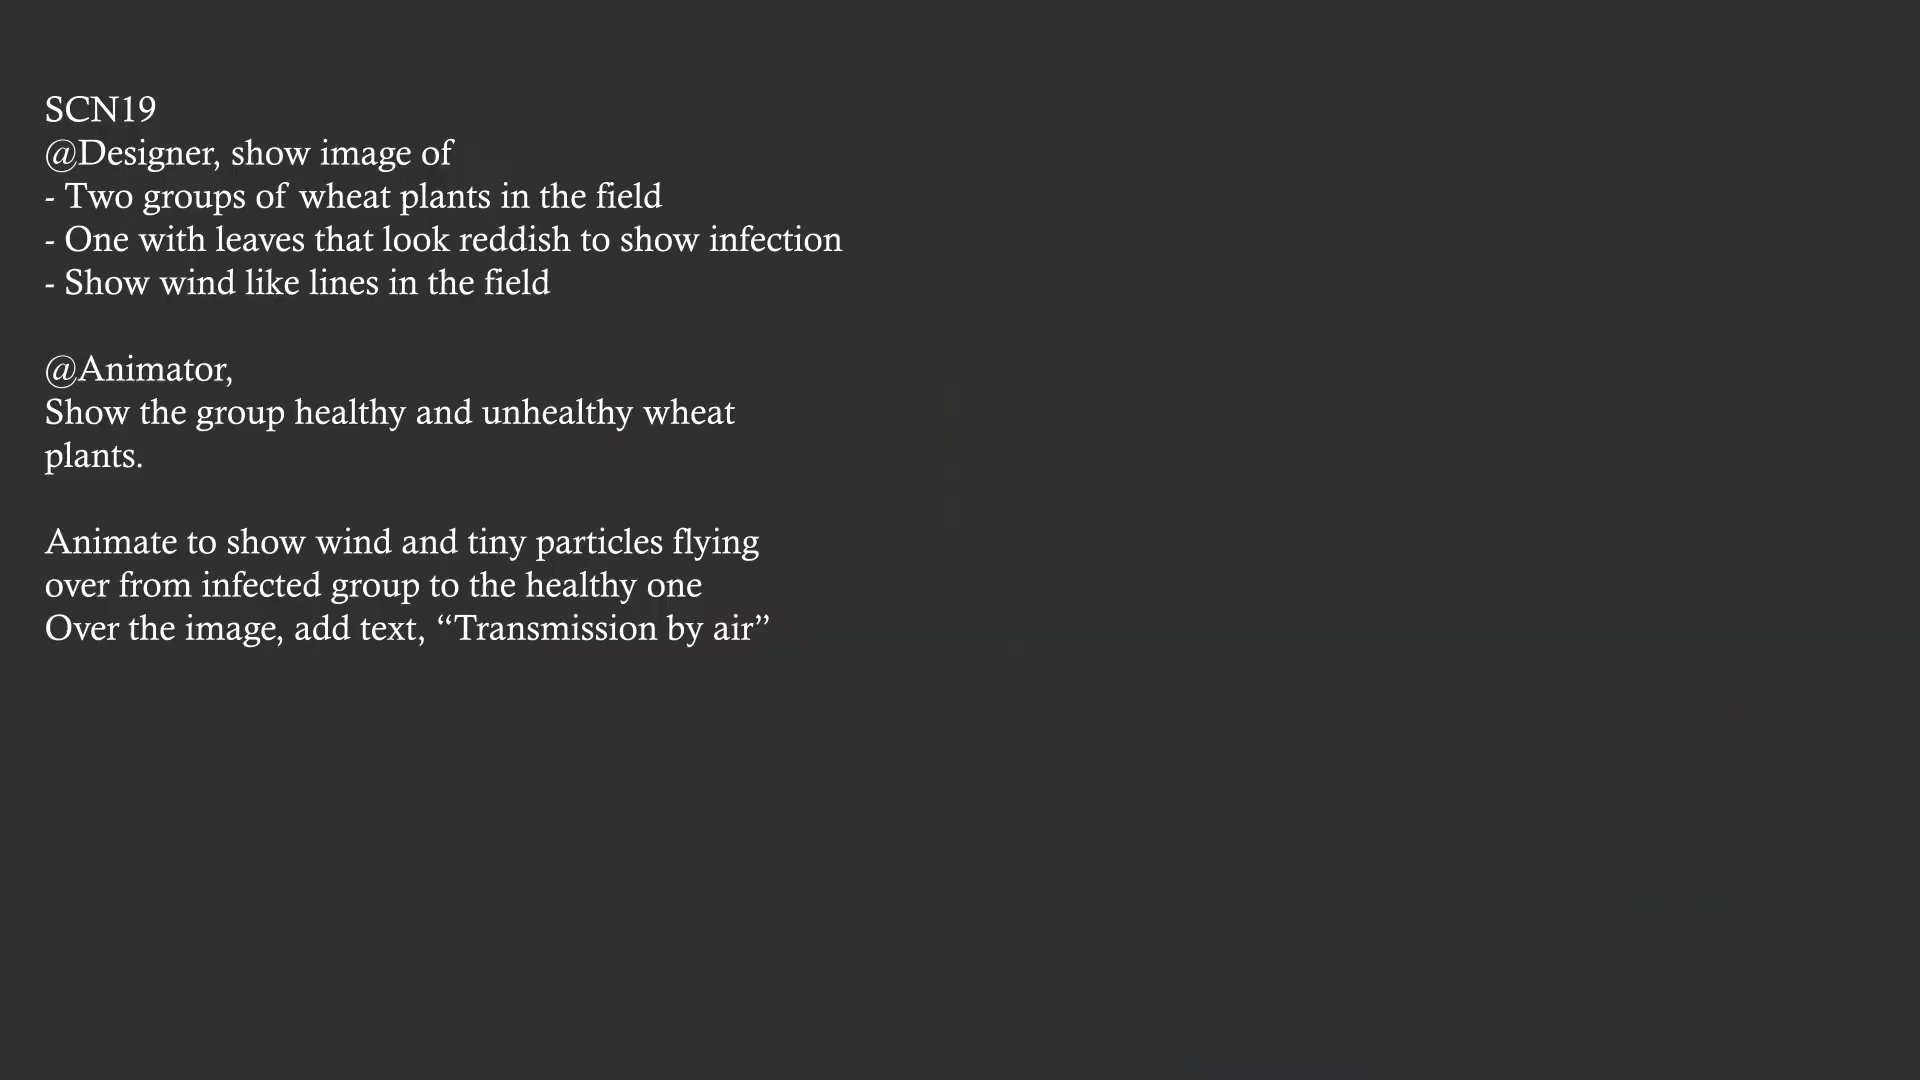 SCN19
@Designer, show image of
- Two groups of wheat plants in the field
- One with leaves that look reddish to show infection
- Show wind like lines in the field
@Animator,
Show the group healthy and unhealthy wheat
plants.
Animate to show wind and tiny particles flying
over from infected group to the healthy one
Over the image, add text, “Transmission by air”